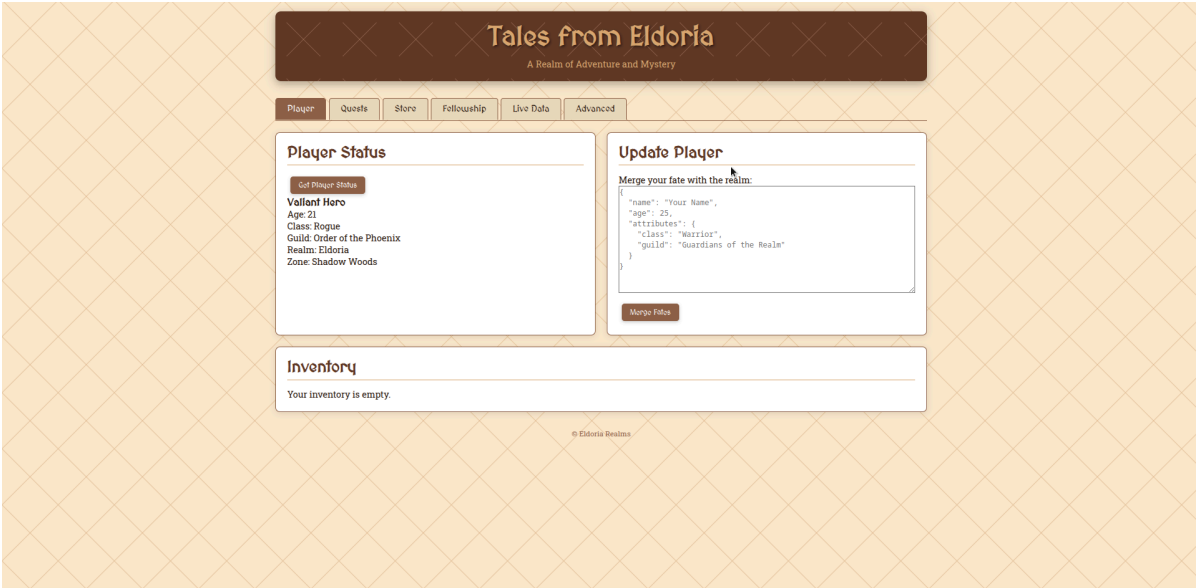 Tales from Eldoria
A Realm of Adventure and Mystery
Player
Quests
Store
Fellowship
Live Data
Advanced
Player Status
Get Player Status
Valiant Hero
Age: 21
Class: Rogue
Guild: Order of the Phoenix
Realm: Eldoria
Zone: Shadow Woods
Update Player
Merge your fate with the realm:
{
  "name": "Your Name",
  "age": 25,
  "attributes": {
    "class": "Warrior",
    "guild": "Guardians of the Realm"
  }
}
Merge Fates
Inventory
Your inventory is empty.
© Eldoria Realms